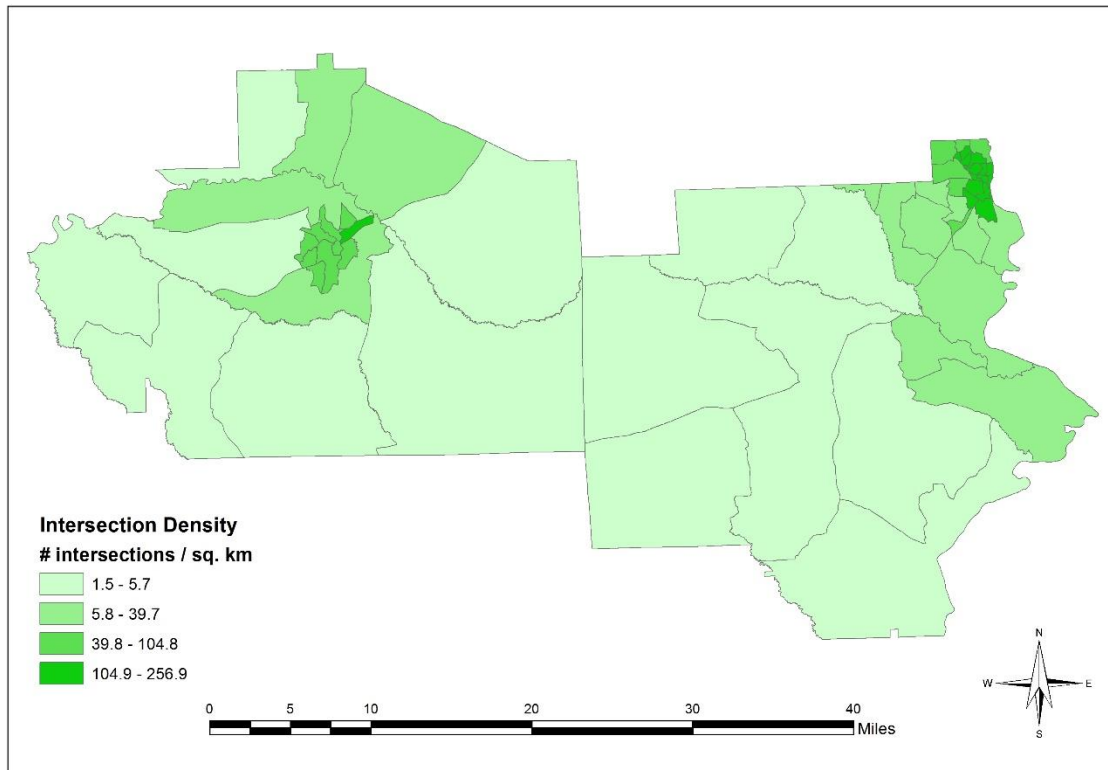 Intersection Density
# intersections / sq. km
1.5 - 5.7
5.8 - 39.7
39.8 - 104.8
104.9 - 256.9
0 5 10 20 30 40
Miles
N
W E
S